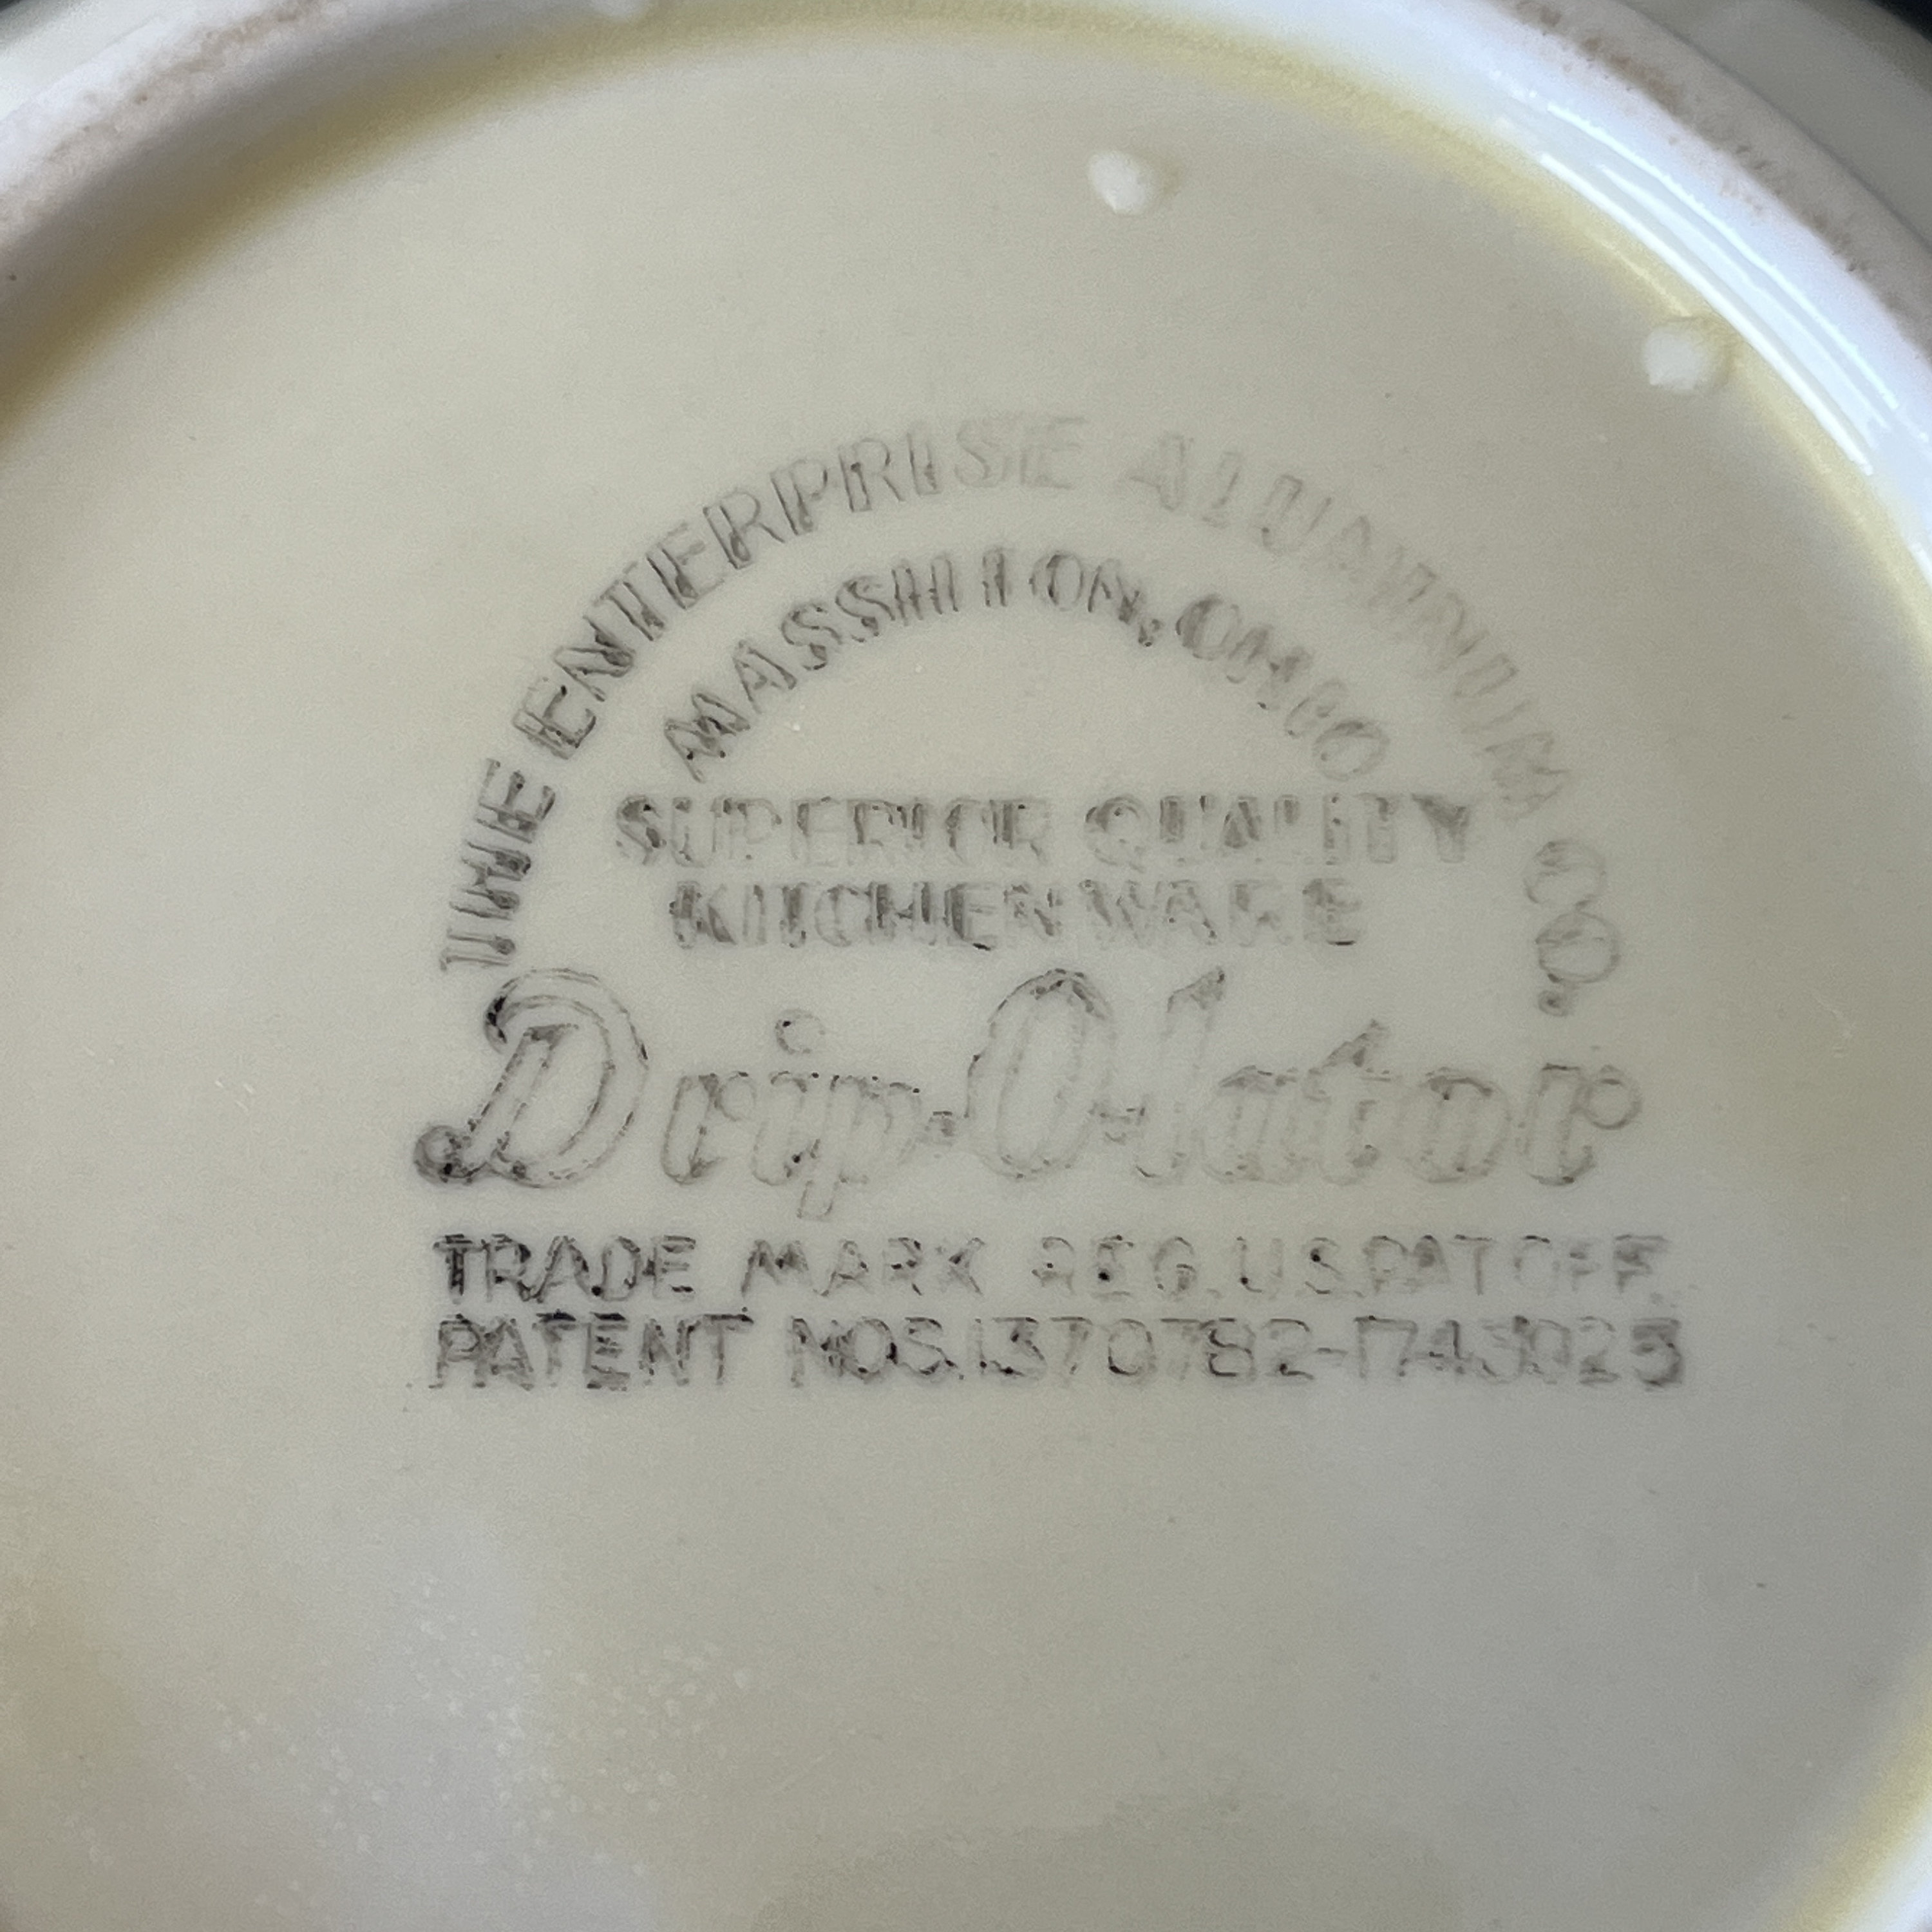 THE ENTERPRISE ALUMINUM CO.
MASSILLON, OHIO
SUPERIOR QUALITY
KITCHENWARE
Drip-O-lator
TRADE MARK REG. U.S. PAT OFF.
PATENT NOS. 1370782-1743925